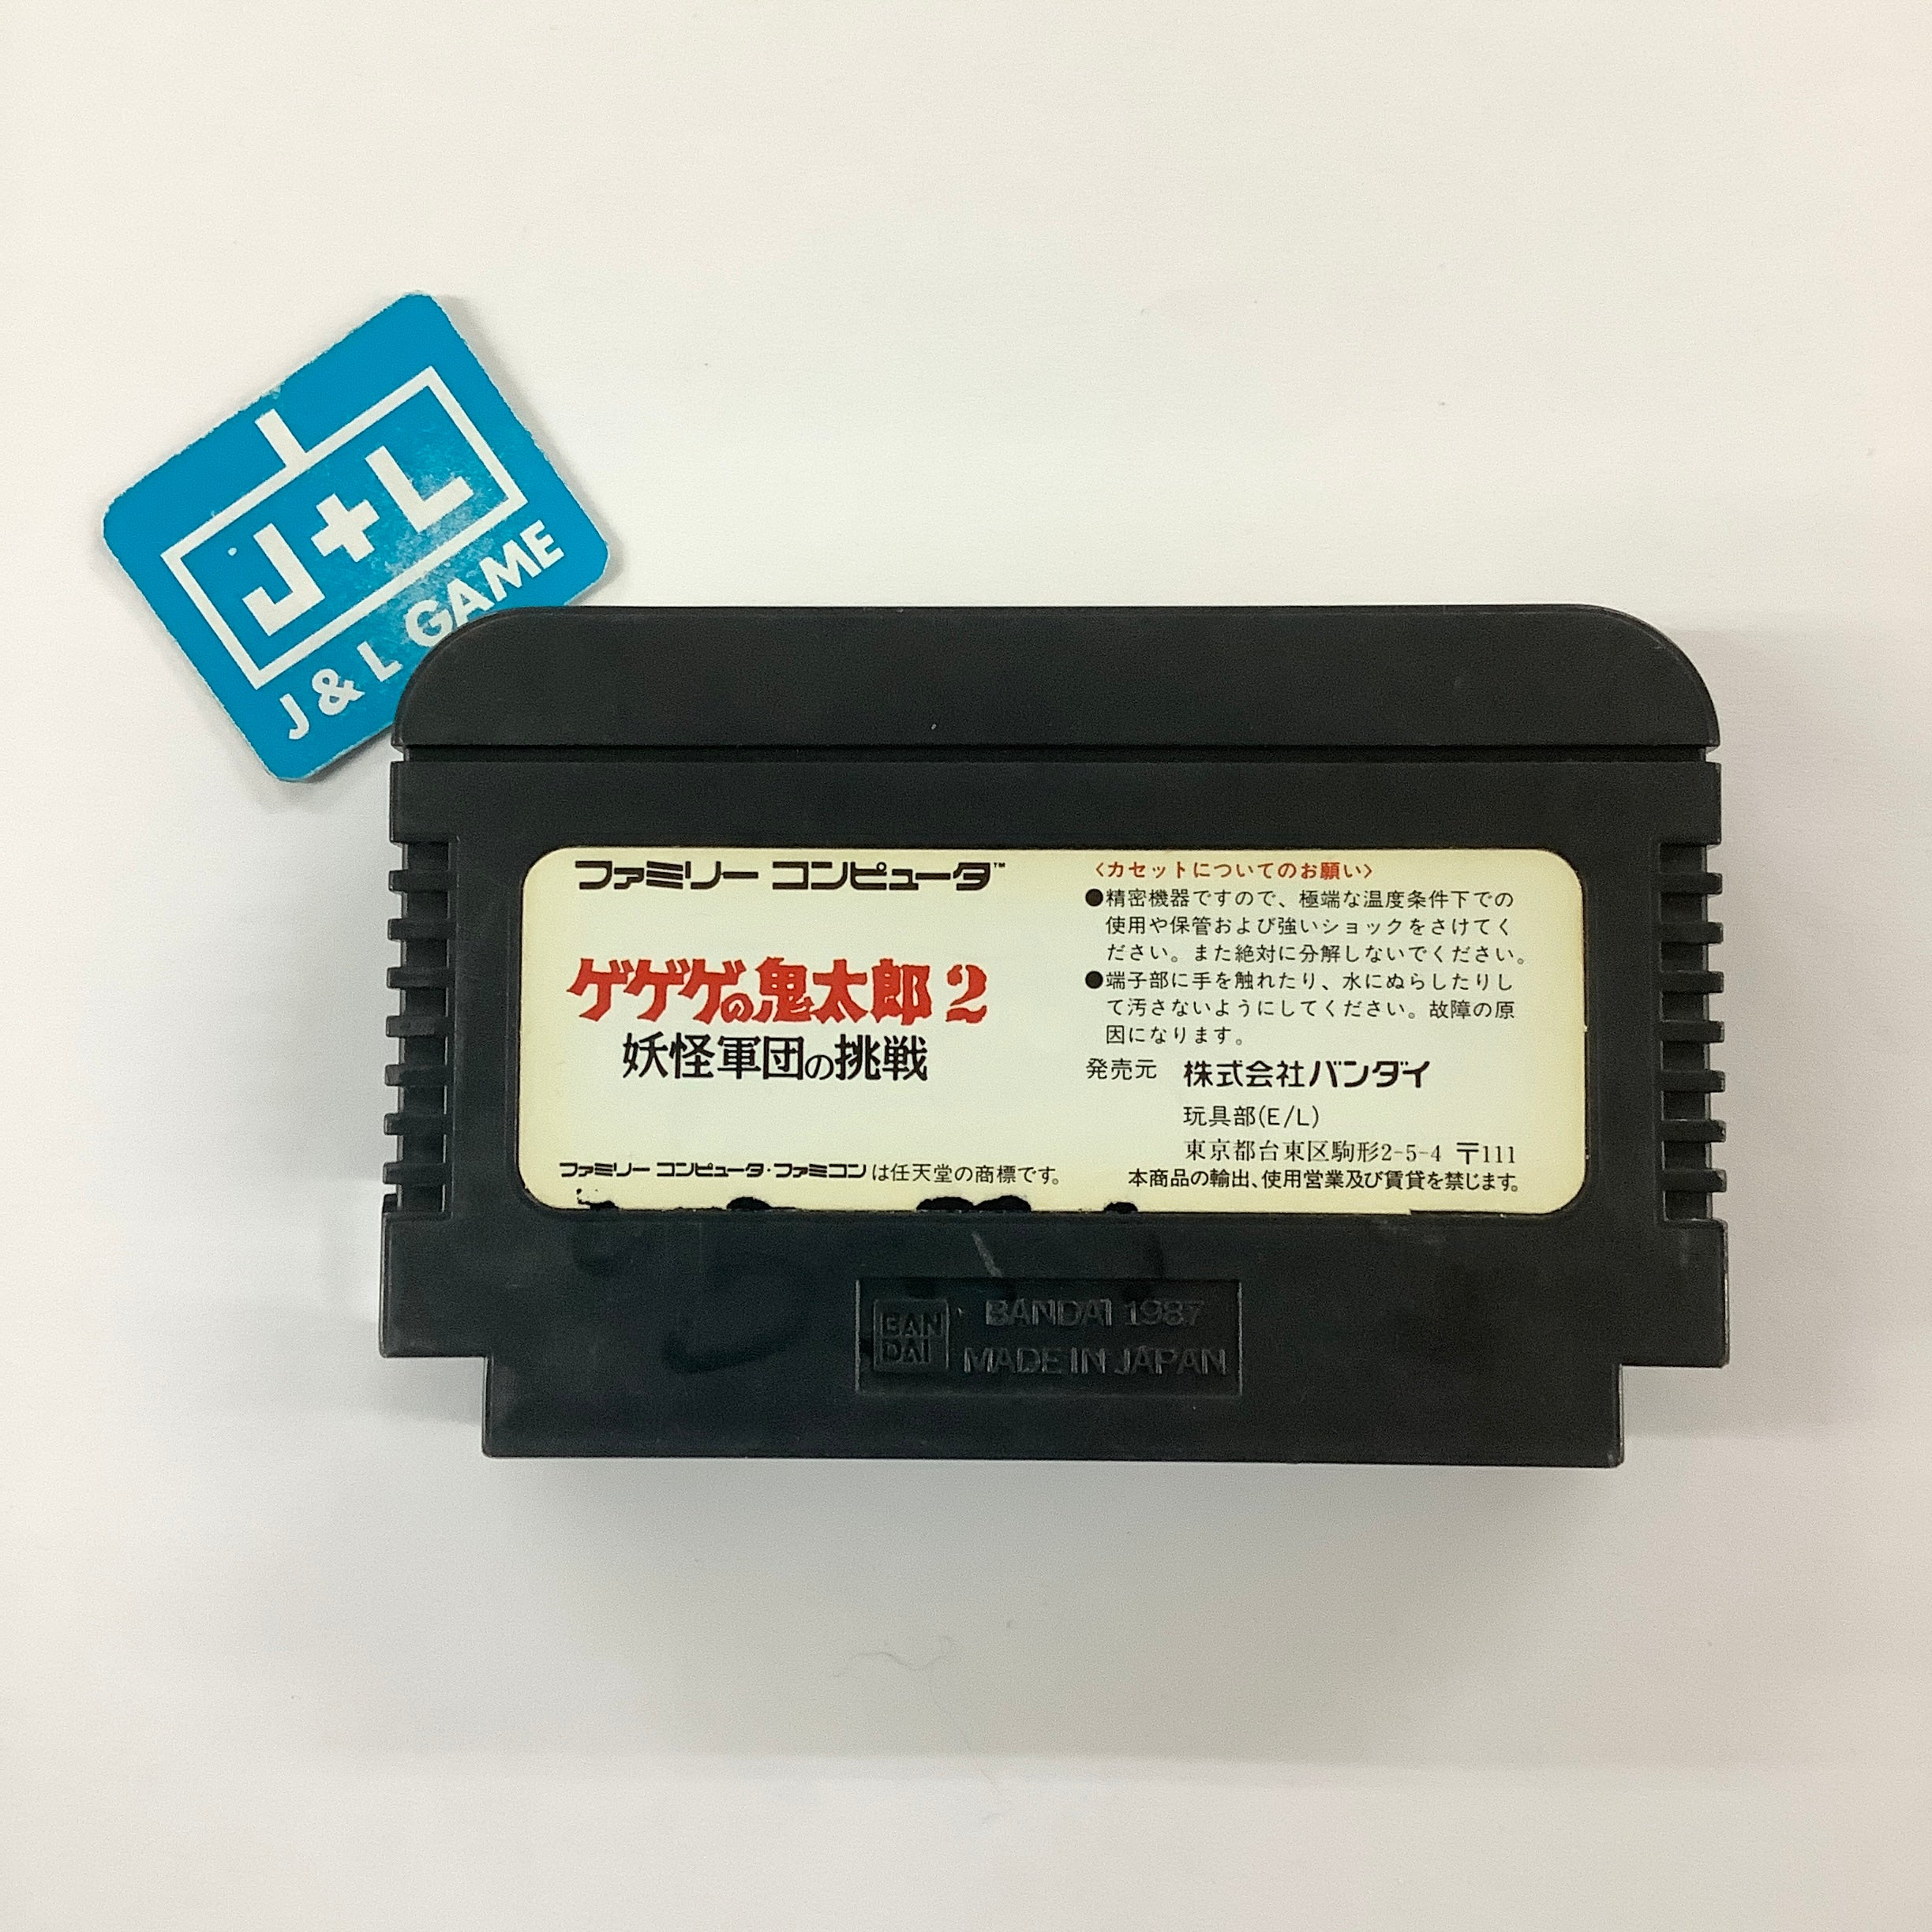 J+L
J & L GAME
ファミリー コンピュータ™
ゲゲゲの鬼太郎2
妖怪軍団の挑戦
ファミリー コンピュータ・ファミコンは任天堂の商標です。
〈カセットについてのお願い〉
●精密機器ですので、極端な温度条件下での
使用や保管および強いショックをさけてく
ださい。また絶対に分解しないでください。
●端子部に手を触れたり、水にぬらしたりし
て汚さないようにしてください。故障の原
因になります。
発売元 株式会社バンダイ
玩具部(E/L)
東京都台東区駒形2-5-4 〒111
本商品の輸出、使用営業及び賃貸を禁じます。
BAN
DAI
BANDAI 1987
MADE IN JAPAN